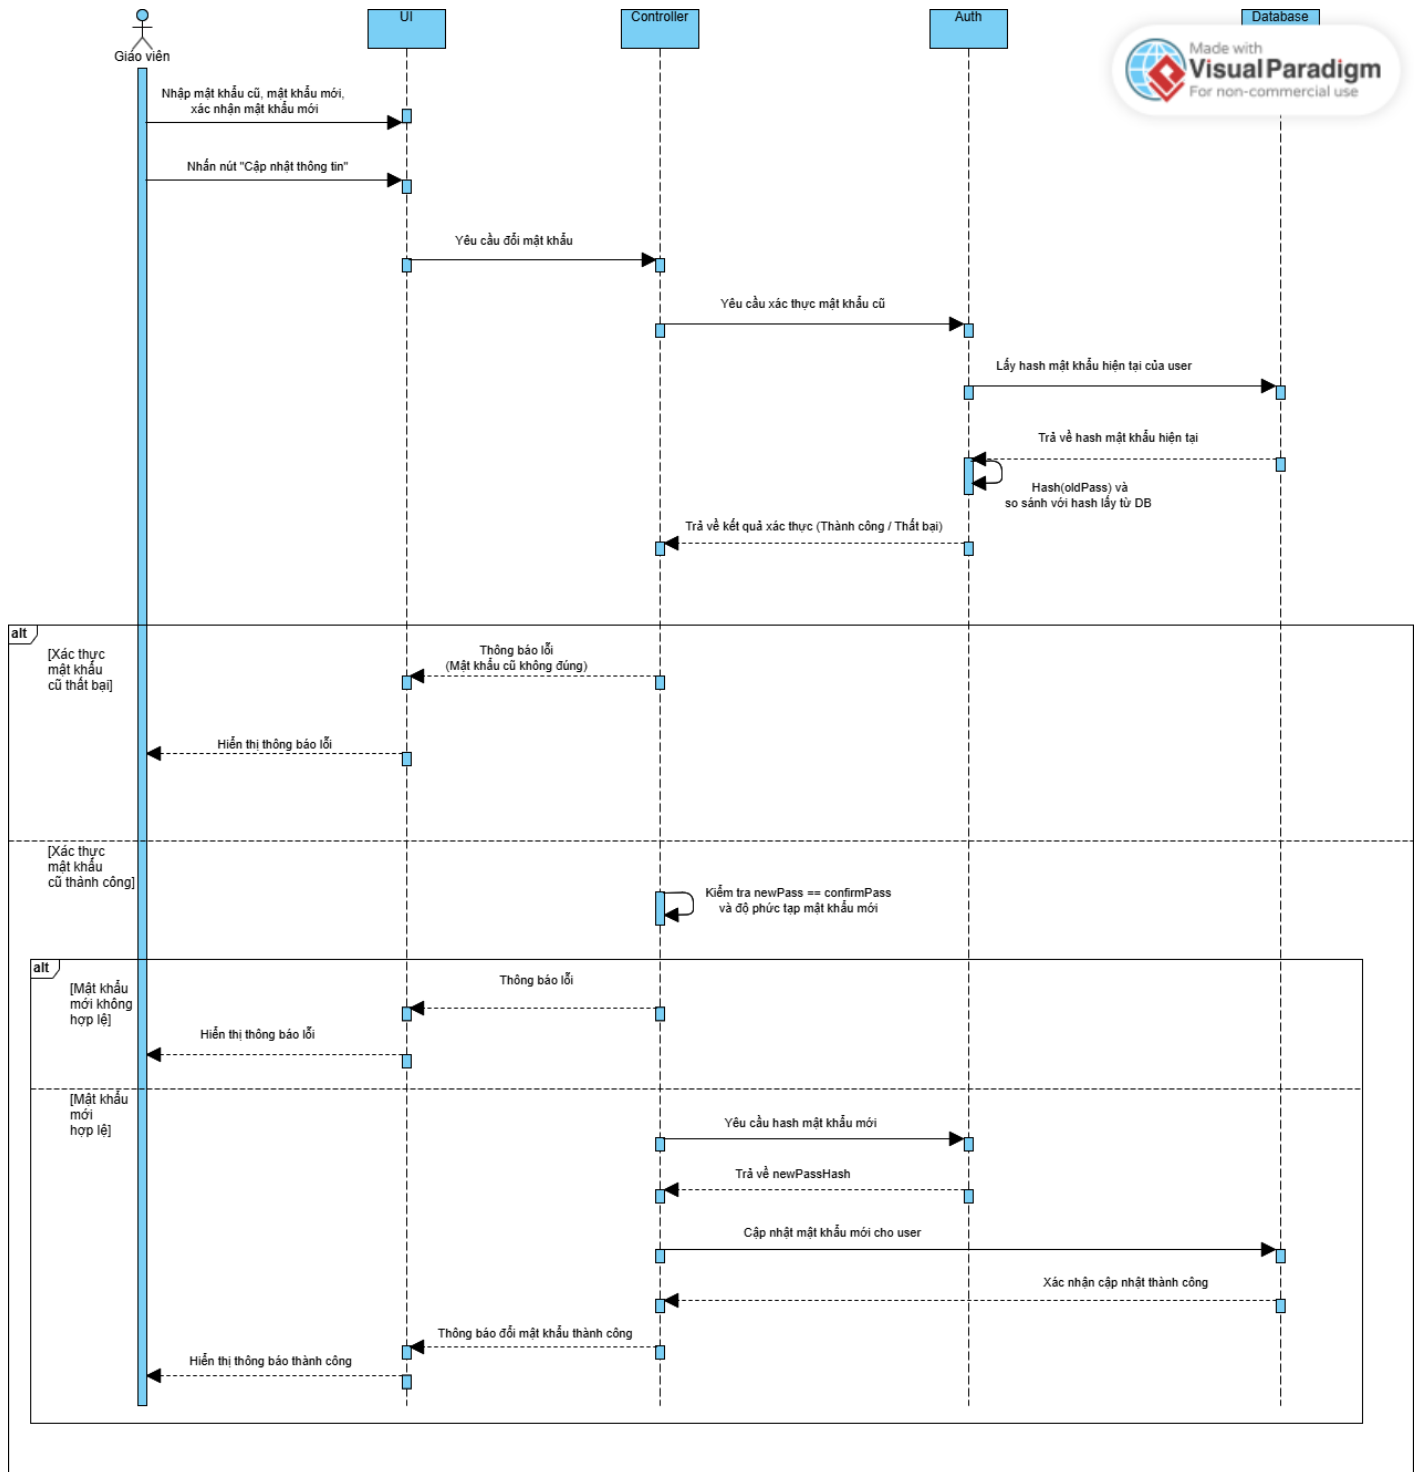 UI
Controller
Auth
Database
Giáo viên
Made with
Visual Paradigm
For non-commercial use
Nhập mật khẩu cũ, mật khẩu mới,
xác nhận mật khẩu mới
Nhấn nút "Cập nhật thông tin"
Yêu cầu đổi mật khẩu
Yêu cầu xác thực mật khẩu cũ
Lấy hash mật khẩu hiện tại của user
Trả về hash mật khẩu hiện tại
Hash(oldPass) và
so sánh với hash lấy từ DB
Trả về kết quả xác thực (Thành công / Thất bại)
alt
[Xác thực
mật khẩu
cũ thất bại]
Thông báo lỗi
(Mật khẩu cũ không đúng)
Hiển thị thông báo lỗi
[Xác thực
mật khẩu
cũ thành công]
Kiểm tra newPass == confirmPass
và độ phức tạp mật khẩu mới
alt
[Mật khẩu
mới không
hợp lệ]
Thông báo lỗi
Hiển thị thông báo lỗi
[Mật khẩu
mới
hợp lệ]
Yêu cầu hash mật khẩu mới
Trả về newPassHash
Cập nhật mật khẩu mới cho user
Xác nhận cập nhật thành công
Thông báo đổi mật khẩu thành công
Hiển thị thông báo thành công